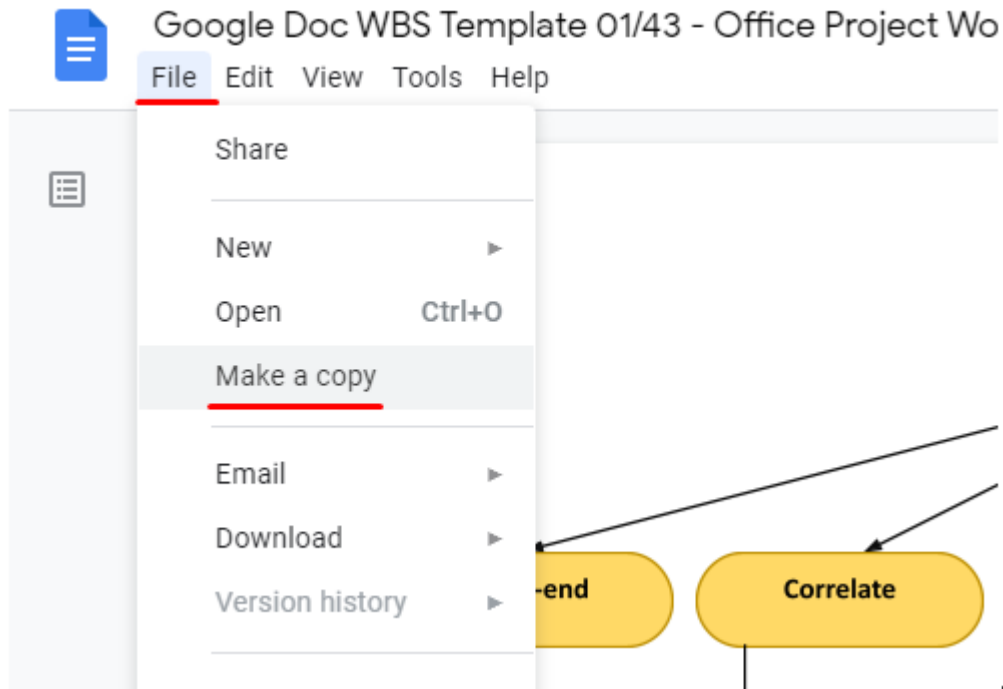 Google Doc WBS Template 01/43 - Office Project Wo
File Edit View Tools Help
Share
New
Open Ctrl+O
Make a copy
Email
Download
Version history
-end
Correlate